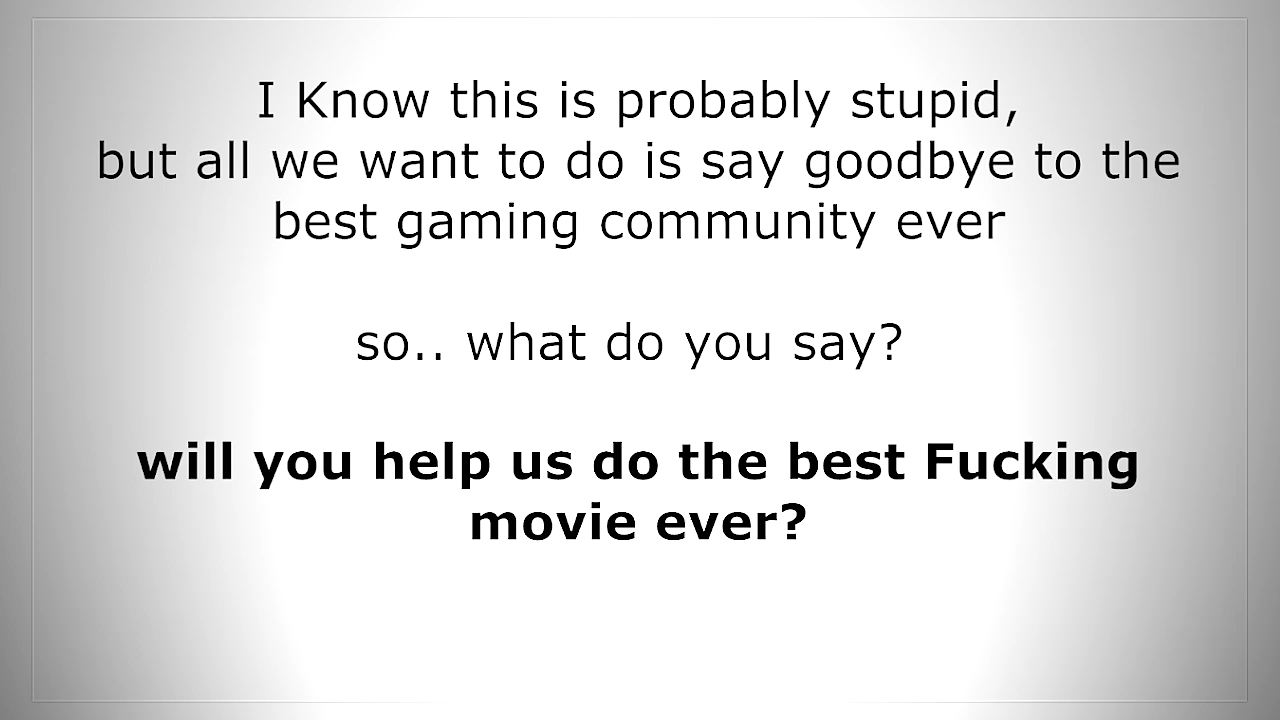 I Know this is probably stupid,
but all we want to do is say goodbye to the
best gaming community ever
so.. what do you say?
will you help us do the best Fucking
movie ever?